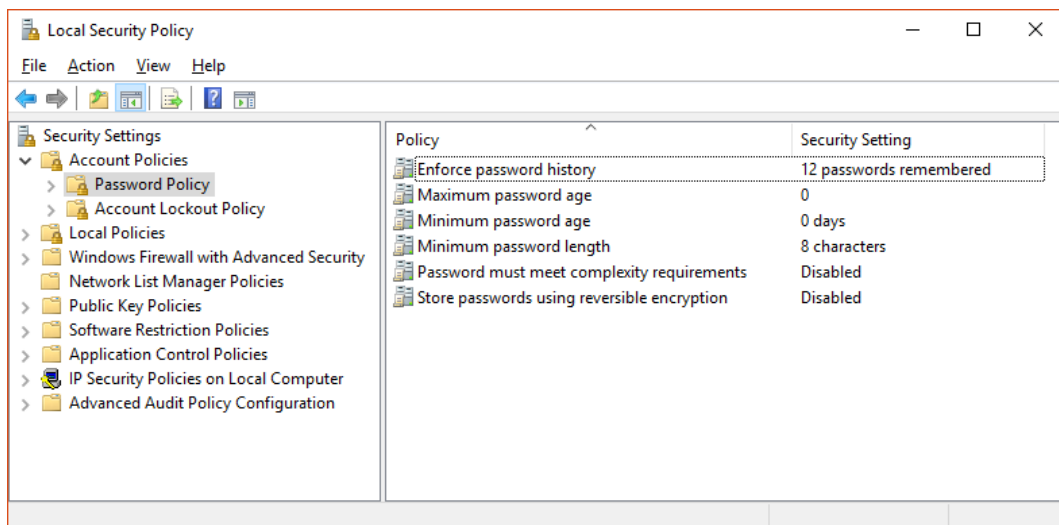 Local Security Policy
File Action View Help
Security Settings
Account Policies
Password Policy
Account Lockout Policy
Local Policies
Windows Firewall with Advanced Security
Network List Manager Policies
Public Key Policies
Software Restriction Policies
Application Control Policies
IP Security Policies on Local Computer
Advanced Audit Policy Configuration
Policy Security Setting
Enforce password history 12 passwords remembered
Maximum password age 0
Minimum password age 0 days
Minimum password length 8 characters
Password must meet complexity requirements Disabled
Store passwords using reversible encryption Disabled